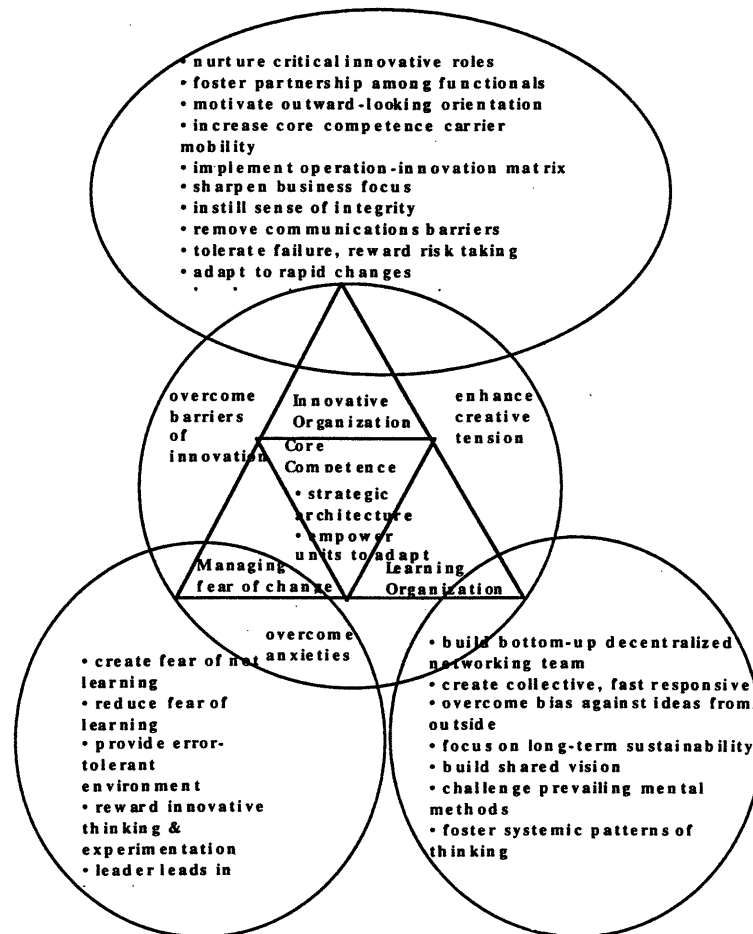 • nurture critical innovative roles
• foster partnership among functionals
• motivate outward-looking orientation
• increase core competence carrier
mobility
• implement operation-innovation matrix
• sharpen business focus
• instill sense of integrity
• remove communications barriers
• tolerate failure, reward risk taking
• adapt to rapid changes
overcome
barriers
of
innovation
Innovative
Organization
enhance
creative
tension
Core
Competence
• strategic
architecture
• empower
units to adapt
Managing
fear of change
Learning
Organization
overcome
anxieties
• create fear of not
learning
• reduce fear of
learning
• provide error-
tolerant
environment
• reward innovative
thinking &
experimentation
• leader leads in
• build bottom-up decentralized
networking team
• create collective, fast responsive
• overcome bias against ideas from
outside
• focus on long-term sustainability
• build shared vision
• challenge prevailing mental
methods
• foster systemic patterns of
thinking